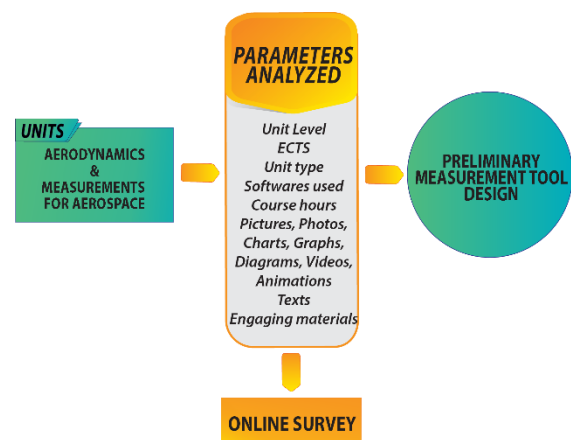 UNITS
AERODYNAMICS
&
MEASUREMENTS
FOR AEROSPACE
PARAMETERS
ANALYZED
Unit Level
ECTS
Unit type
Softwares used
Course hours
Pictures, Photos,
Charts, Graphs,
Diagrams, Videos,
Animations
Texts
Engaging materials
PRELIMINARY
MEASUREMENT TOOL
DESIGN
ONLINE SURVEY